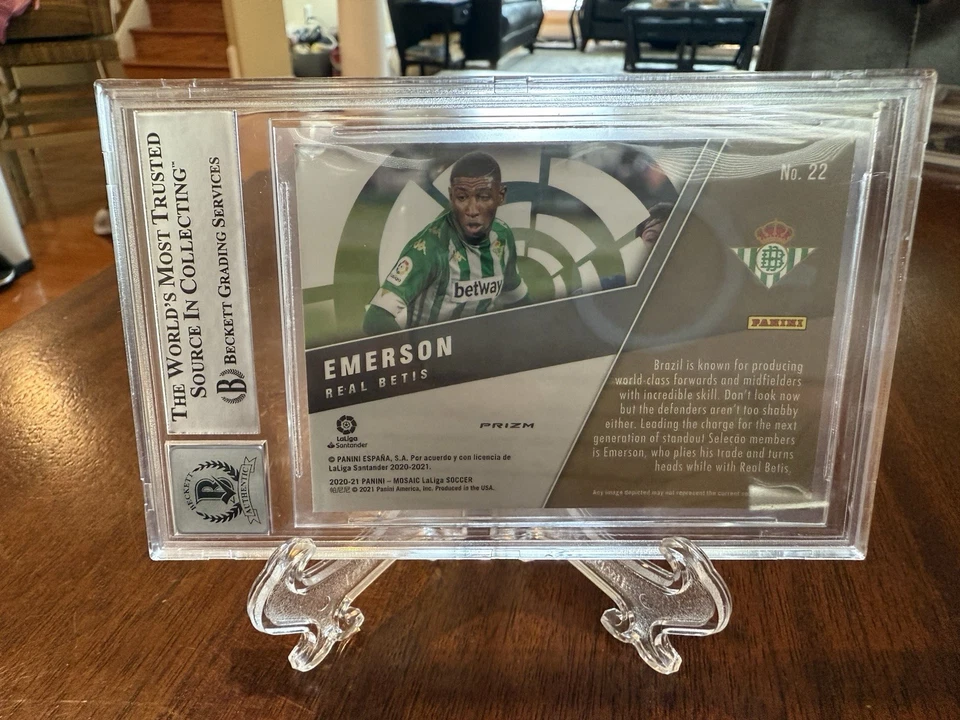 THE WORLD'S MOST TRUSTED
SOURCE IN COLLECTING™
BECKETT GRADING SERVICES
BECKETT
AUTHENTIC
No. 22
betway
LaLiga
PANINI
EMERSON
REAL BETIS
LaLiga
Santander
PRIZM
© PANINI ESPAÑA, S.A. Por acuerdo y con licencia de
LaLiga Santander 2020-2021.
2020-21 PANINI – MOSAIC LaLiga SOCCER
帕尼尼 © 2021 Panini America, Inc. Produced in the USA.
Brazil is known for producing
world-class forwards and midfielders
with incredible skill. Don't look now
but the defenders aren't too shabby
either. Leading the charge for the next
generation of standout Seleção members
is Emerson, who plies his trade and turns
heads while with Real Betis.
Any image depicted may not represent the current